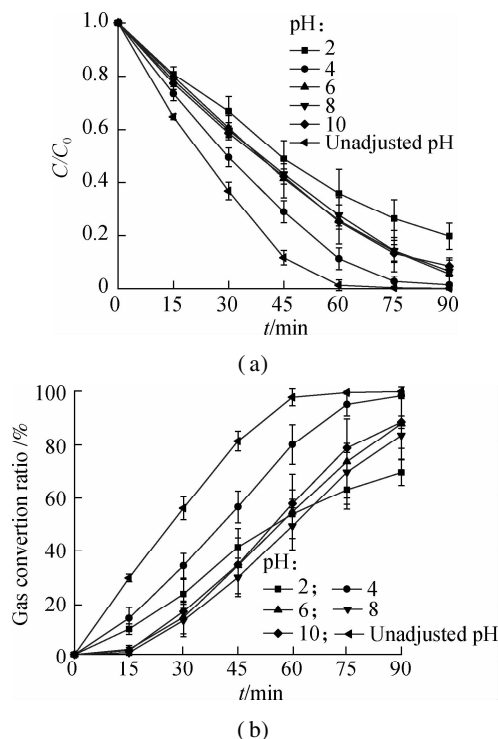 pH：
2
4
6
8
10
Unadjusted pH
1.0
0.8
0.6
0.4
0.2
0
C/C0
0 15 30 45 60 75 90
t/min
(a)
100
80
60
40
20
0
Gas convertion ratio /%
pH：
2; 4
6; 8
10; Unadjusted pH
0 15 30 45 60 75 90
t/min
(b)